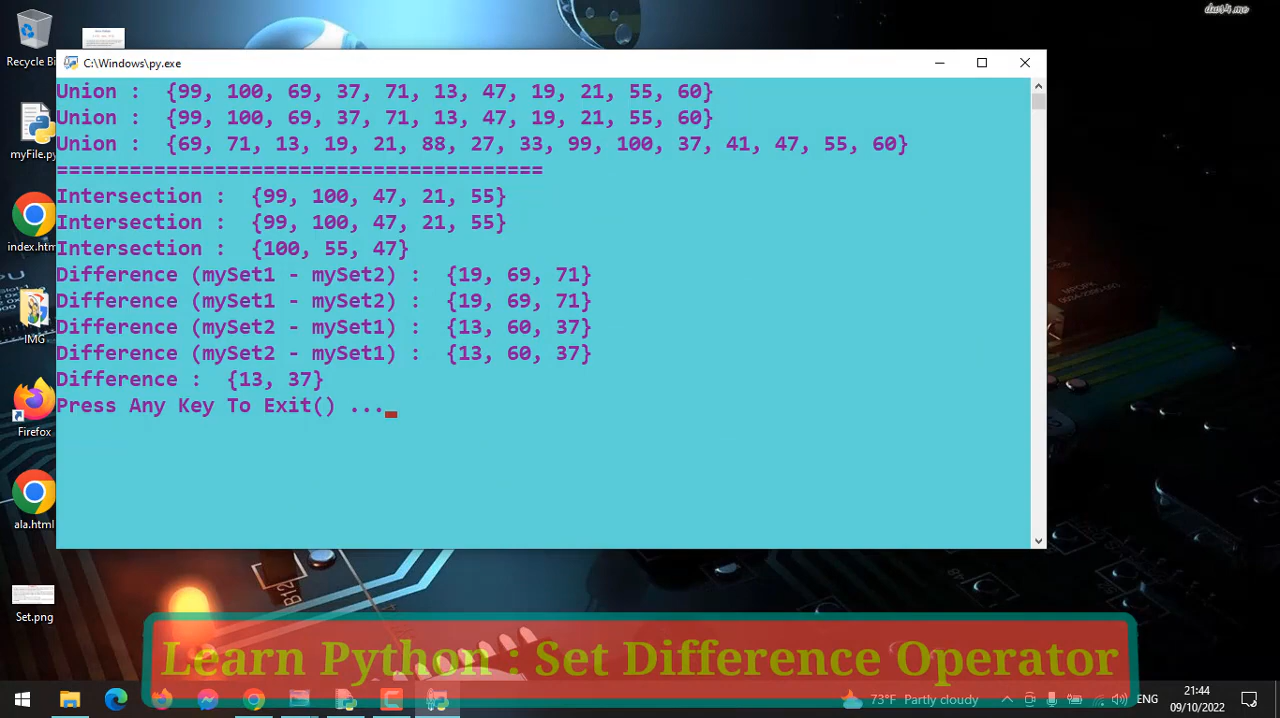 dws4.me
Recycle Bi
C:\Windows\py.exe
Union :  {99, 100, 69, 37, 71, 13, 47, 19, 21, 55, 60}
Union :  {99, 100, 69, 37, 71, 13, 47, 19, 21, 55, 60}
Union :  {69, 71, 13, 19, 21, 88, 27, 33, 99, 100, 37, 41, 47, 55, 60}
========================================
Intersection :  {99, 100, 47, 21, 55}
Intersection :  {99, 100, 47, 21, 55}
Intersection :  {100, 55, 47}
Difference (mySet1 - mySet2) :  {19, 69, 71}
Difference (mySet1 - mySet2) :  {19, 69, 71}
Difference (mySet2 - mySet1) :  {13, 60, 37}
Difference (mySet2 - mySet1) :  {13, 60, 37}
Difference :  {13, 37}
Press Any Key To Exit() ...
myFile.py
index.htm
IMG
Firefox
ala.html
Set.png
B12
Learn Python : Set Difference Operator
73°F Partly cloudy
ENG
21:44
09/10/2022